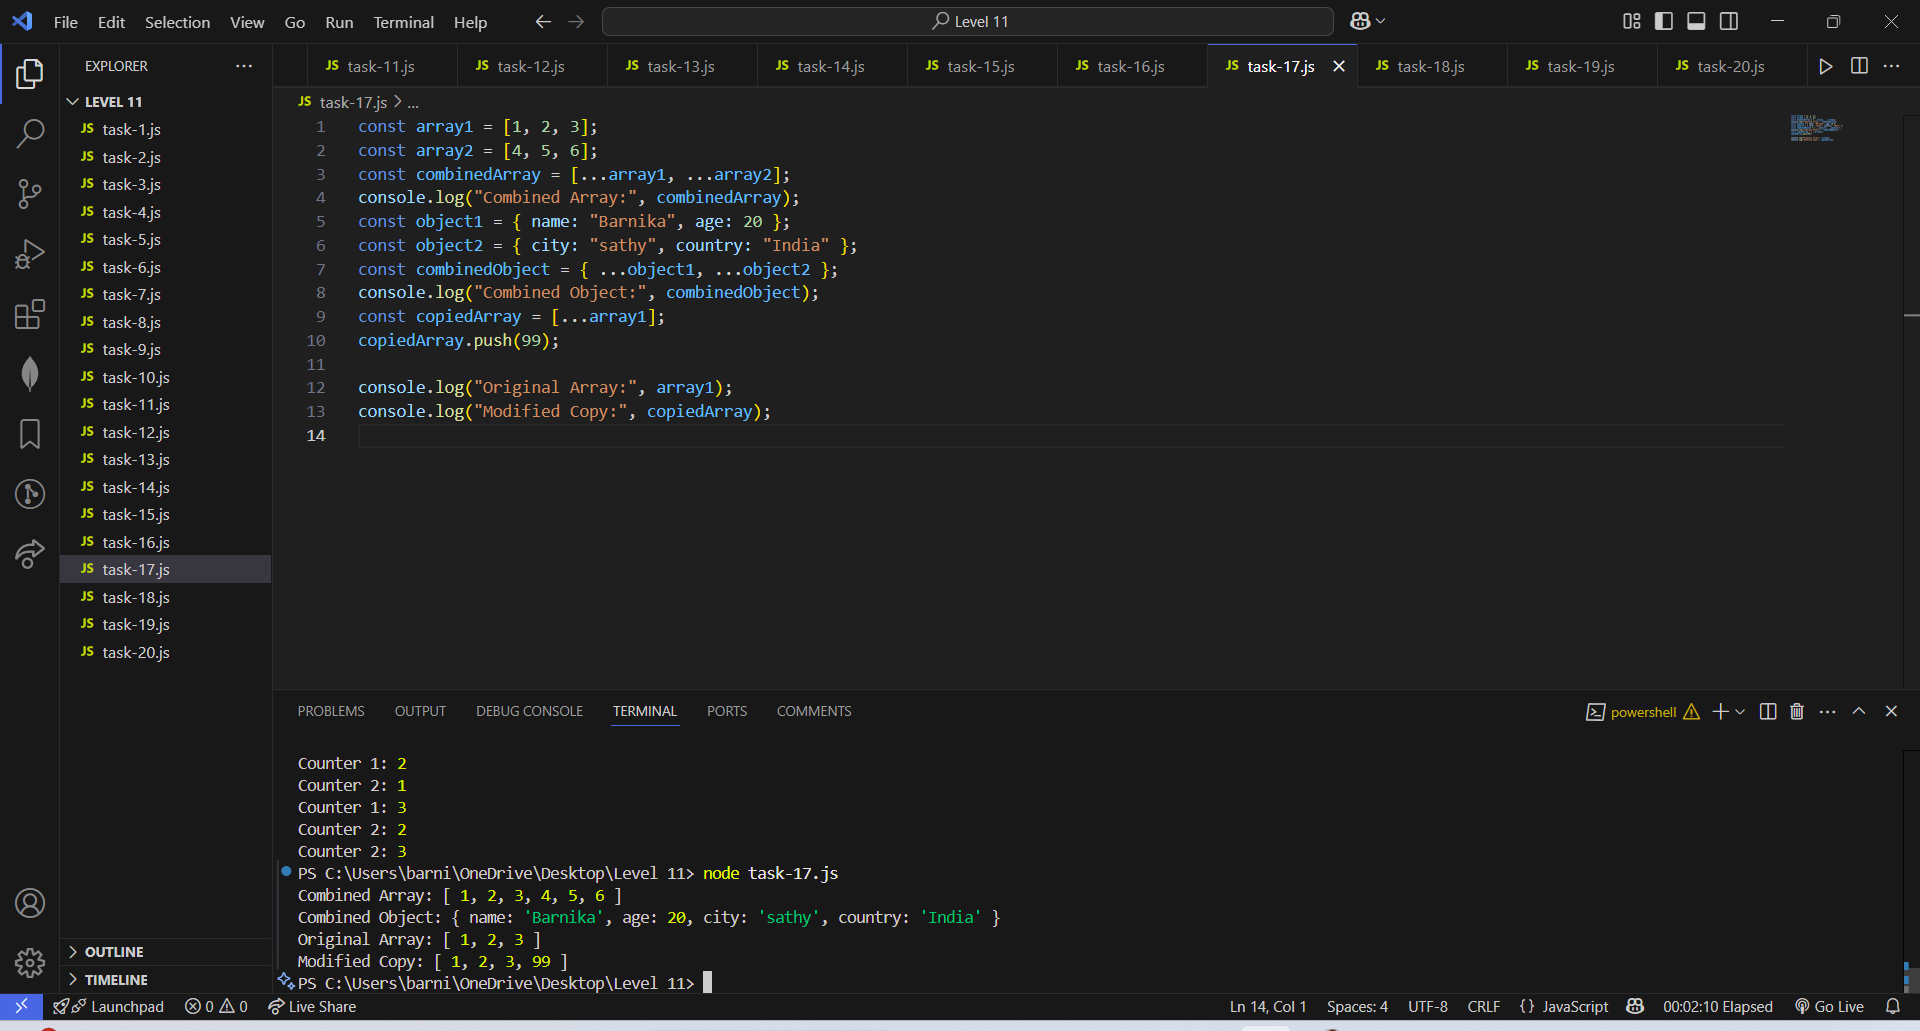 File Edit Selection View Go Run Terminal Help
Level 11
EXPLORER
LEVEL 11
JS task-1.js
JS task-2.js
JS task-3.js
JS task-4.js
JS task-5.js
JS task-6.js
JS task-7.js
JS task-8.js
JS task-9.js
JS task-10.js
JS task-11.js
JS task-12.js
JS task-13.js
JS task-14.js
JS task-15.js
JS task-16.js
JS task-17.js
JS task-18.js
JS task-19.js
JS task-20.js
OUTLINE
TIMELINE
JS task-11.js JS task-12.js JS task-13.js JS task-14.js JS task-15.js JS task-16.js JS task-17.js JS task-18.js JS task-19.js JS task-20.js
JS task-17.js > ...
1 const array1 = [1, 2, 3];
2 const array2 = [4, 5, 6];
3 const combinedArray = [...array1, ...array2];
4 console.log("Combined Array:", combinedArray);
5 const object1 = { name: "Barnika", age: 20 };
6 const object2 = { city: "sathy", country: "India" };
7 const combinedObject = { ...object1, ...object2 };
8 console.log("Combined Object:", combinedObject);
9 const copiedArray = [...array1];
10 copiedArray.push(99);
11
12 console.log("Original Array:", array1);
13 console.log("Modified Copy:", copiedArray);
14
PROBLEMS OUTPUT DEBUG CONSOLE TERMINAL PORTS COMMENTS
powershell
Counter 1: 2
Counter 2: 1
Counter 1: 3
Counter 2: 2
Counter 2: 3
PS C:\Users\barni\OneDrive\Desktop\Level 11> node task-17.js
Combined Array: [ 1, 2, 3, 4, 5, 6 ]
Combined Object: { name: 'Barnika', age: 20, city: 'sathy', country: 'India' }
Original Array: [ 1, 2, 3 ]
Modified Copy: [ 1, 2, 3, 99 ]
PS C:\Users\barni\OneDrive\Desktop\Level 11>
Launchpad 0 0 Live Share Ln 14, Col 1 Spaces: 4 UTF-8 CRLF {} JavaScript 00:02:10 Elapsed Go Live